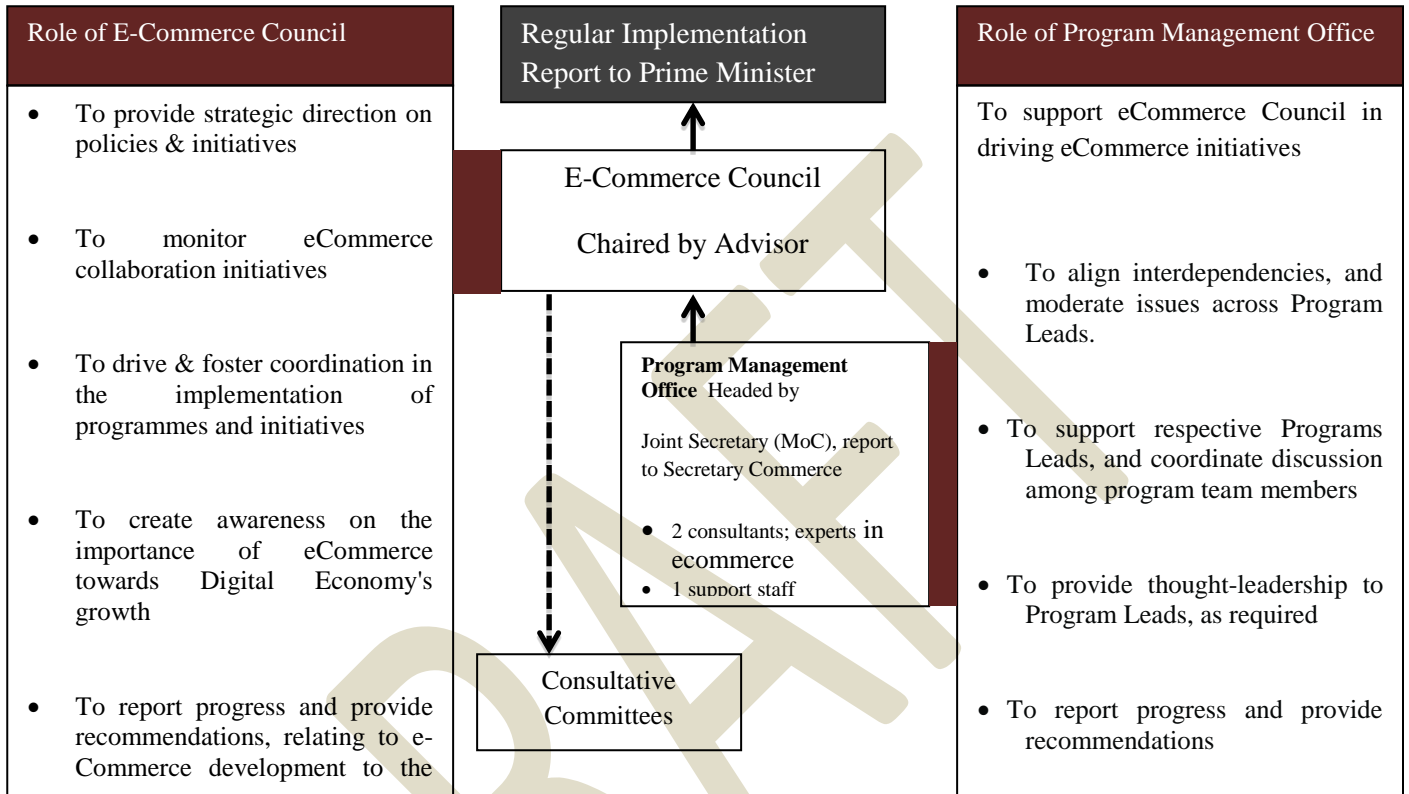 Role of E-Commerce Council
• To provide strategic direction on
policies & initiatives
• To monitor eCommerce
collaboration initiatives
• To drive & foster coordination in
the implementation of
programmes and initiatives
• To create awareness on the
importance of eCommerce
towards Digital Economy's
growth
• To report progress and provide
recommendations, relating to e-
Commerce development to the
Regular Implementation
Report to Prime Minister
E-Commerce Council
Chaired by Advisor
Program Management
Office Headed by
Joint Secretary (MoC), report
to Secretary Commerce
• 2 consultants; experts in
ecommerce
• 1 support staff
Consultative
Committees
Role of Program Management Office
To support eCommerce Council in
driving eCommerce initiatives
• To align interdependencies, and
moderate issues across Program
Leads.
• To support respective Programs
Leads, and coordinate discussion
among program team members
• To provide thought-leadership to
Program Leads, as required
• To report progress and provide
recommendations
DRAFT